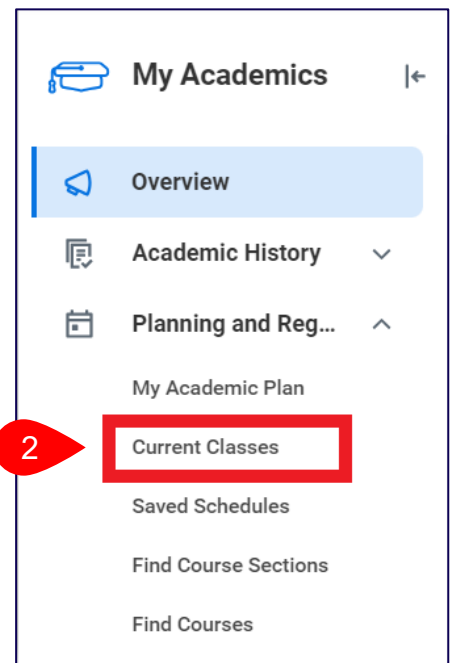 My Academics
Overview
Academic History
Planning and Reg...
My Academic Plan
2
Current Classes
Saved Schedules
Find Course Sections
Find Courses